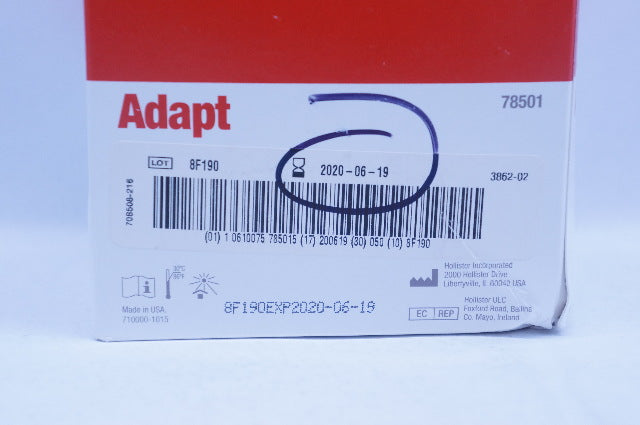 Adapt
78501
LOT 8F190 2020-06-19
3862-02
708508-216
(01) 1 0610075 785015 (17) 200619 (30) 050 (10) 8F190
Hollister Incorporated
2000 Hollister Drive
Libertyville, IL 60048 USA
Made in USA
710000-1015
8F190EXP2020-06-19
EC REP
Hollister ULC
Foxford Road, Ballina
Co. Mayo, Ireland